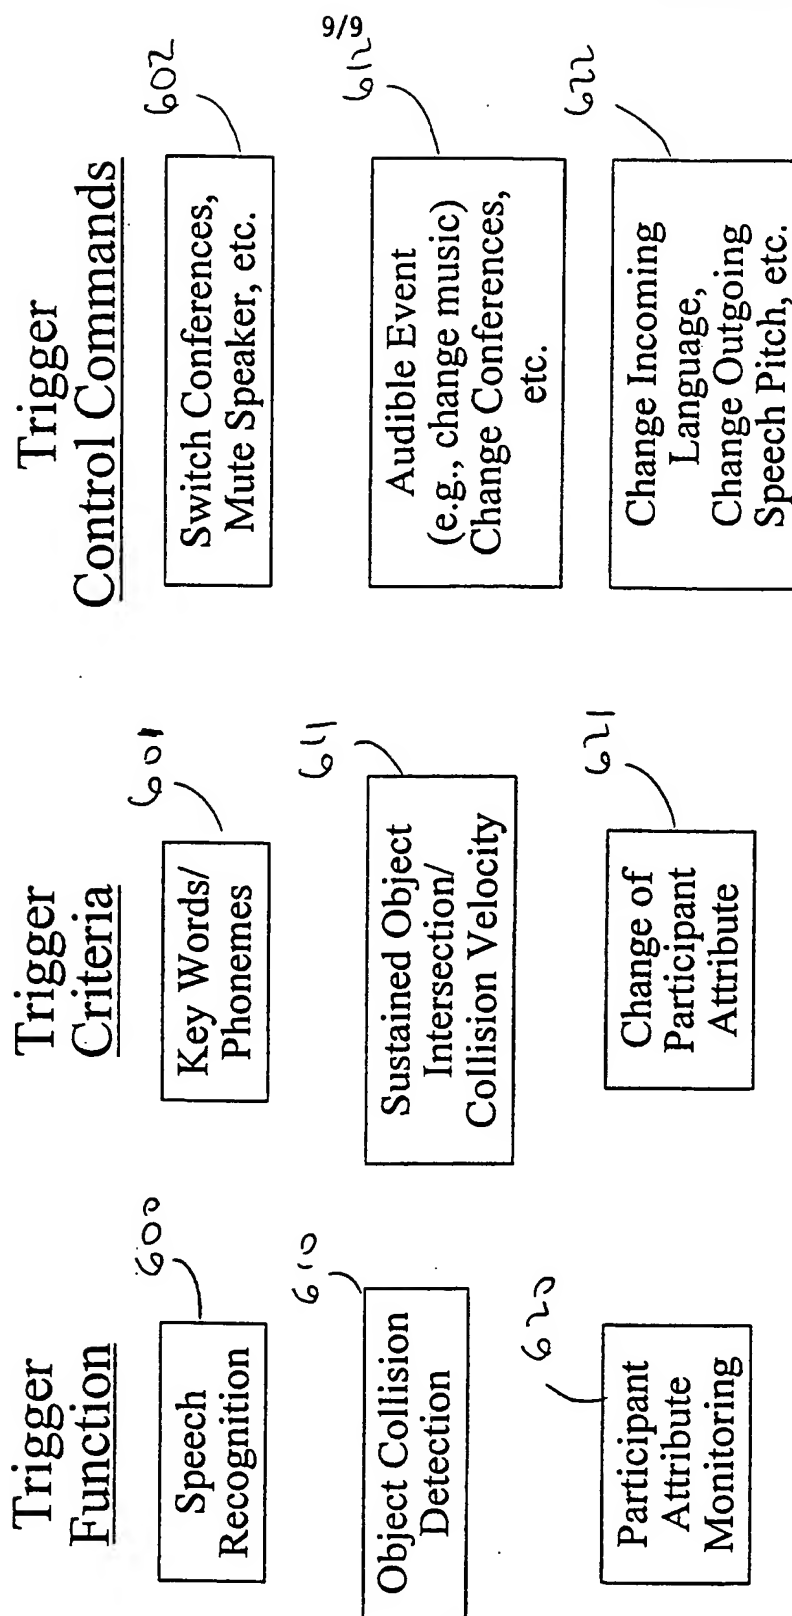 9/9
Trigger
Function
Trigger
Criteria
Trigger
Control Commands
600
Speech
Recognition
601
Key Words/
Phonemes
602
Switch Conferences,
Mute Speaker, etc.
610
Object Collision
Detection
611
Sustained Object
Intersection/
Collision Velocity
612
Audible Event
(e.g., change music)
Change Conferences,
etc.
620
Participant
Attribute
Monitoring
621
Change of
Participant
Attribute
622
Change Incoming
Language,
Change Outgoing
Speech Pitch, etc.